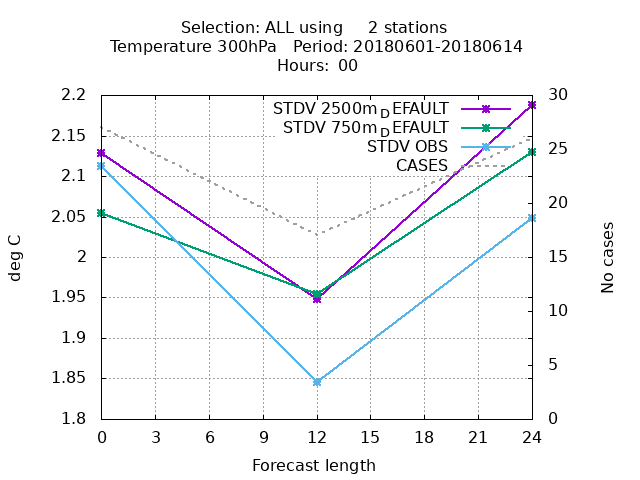 Selection: ALL using     2 stations
Temperature 300hPa   Period: 20180601-20180614
Hours:  00
STDV 2500m_DEFAULT
STDV 750m_DEFAULT
STDV OBS
CASES
2.2
2.15
2.1
2.05
2
1.95
1.9
1.85
1.8
deg C
30
25
20
15
10
5
0
No cases
0 3 6 9 12 15 18 21 24
Forecast length